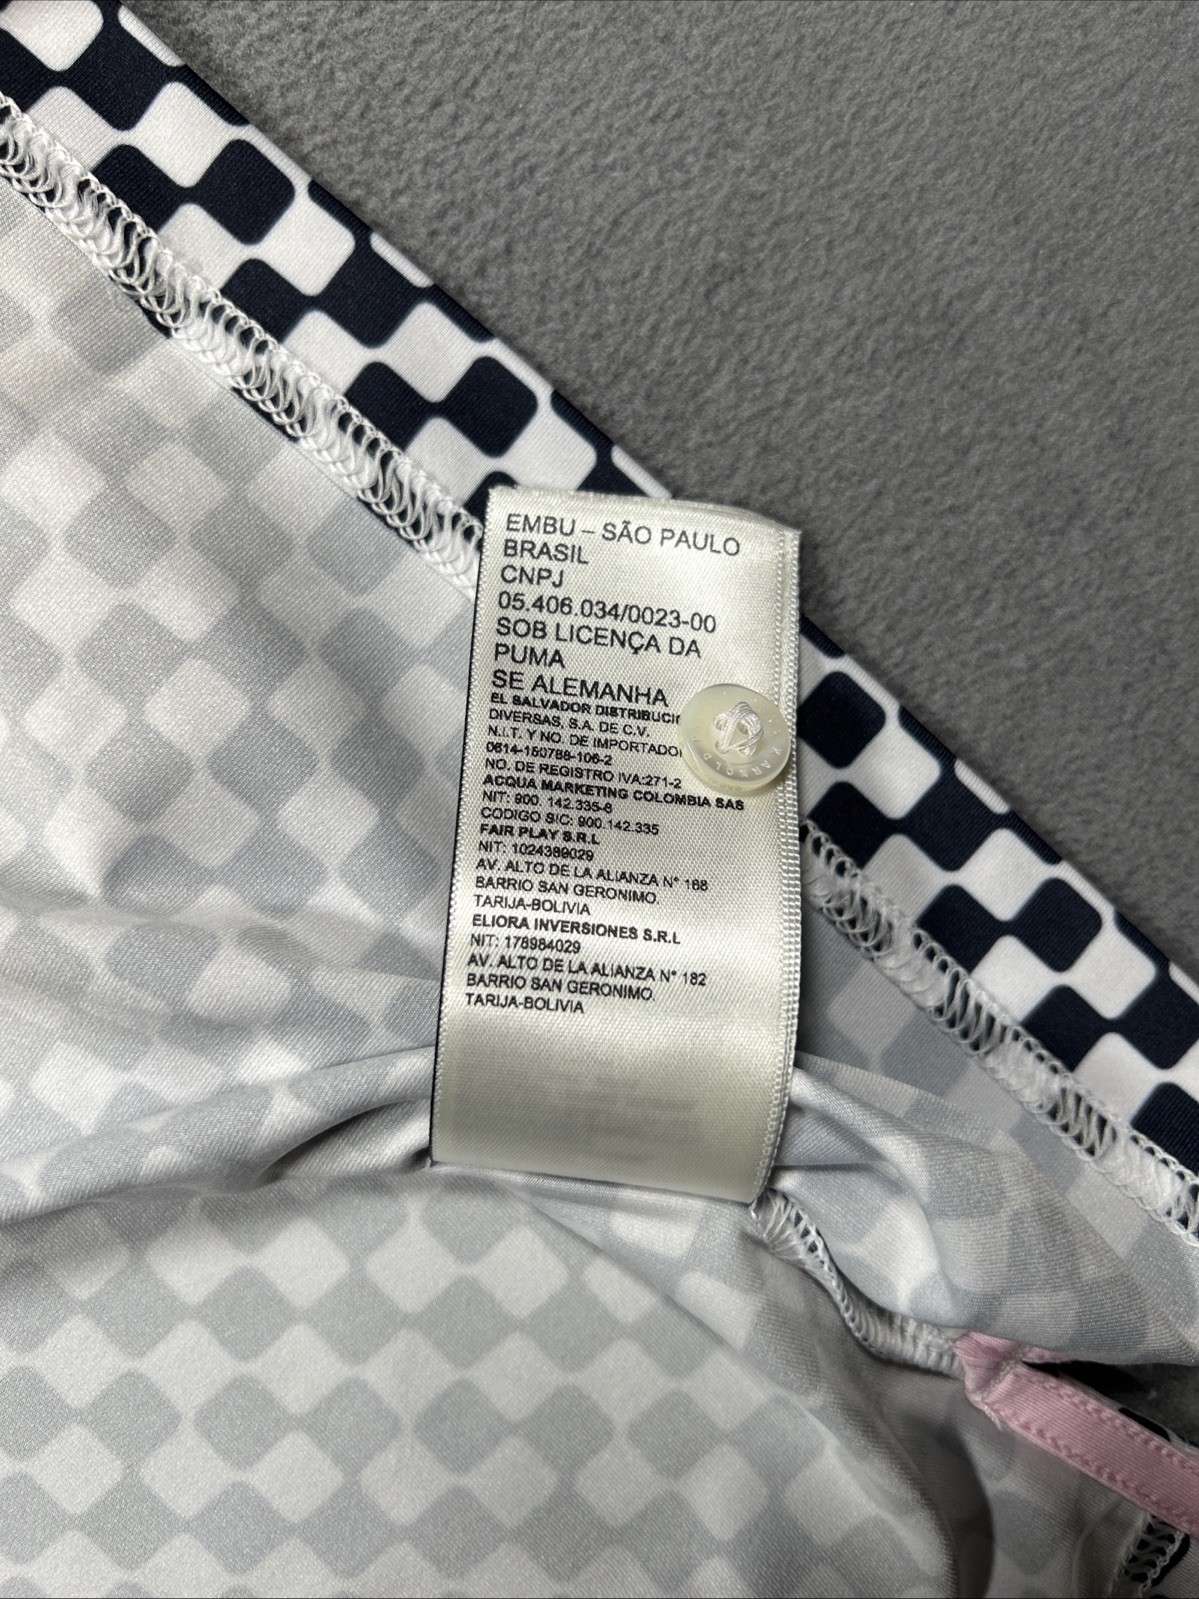 EMBU – SÃO PAULO
BRASIL
CNPJ
05.406.034/0023-00
SOB LICENÇA DA
PUMA
SE ALEMANHA
EL SALVADOR
DIVERSAS, S.A. DE C.V.
N.I.T. Y NO. DE
0614-150788-106-2
NO. DE REGISTRO IVA:271-2
ACQUA MARKETING COLOMBIA SAS
NIT: 900. 142.335-8
CODIGO SIC: 900.142.335
FAIR PLAY S.R.L
NIT: 1024389029
AV. ALTO DE LA ALIANZA N° 168
BARRIO SAN GERONIMO.
TARIJA-BOLIVIA
ELIORA INVERSIONES S.R.L
NIT: 178984029
AV. ALTO DE LA ALIANZA N° 182
BARRIO SAN GERONIMO.
TARIJA-BOLIVIA